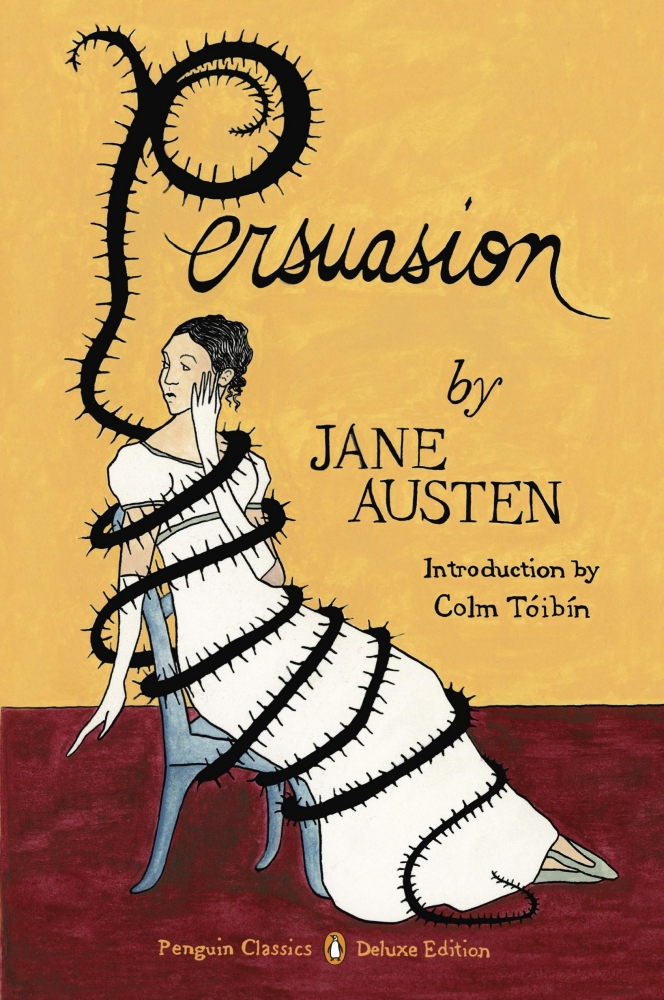 Persuasion
by
JANE
AUSTEN
Introduction by
Colm Tóibín
Penguin Classics Deluxe Edition